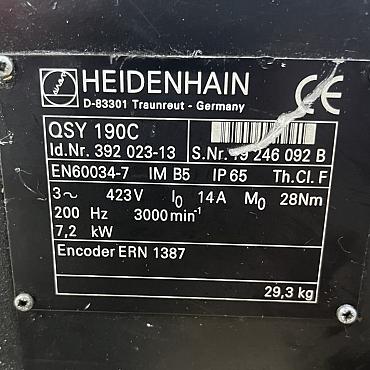 HEIDENHAIN CE
D-83301 Traunreut - Germany
QSY 190C
Id.Nr. 392 023-13 S.Nr. 19 246 092 B
EN60034-7 IM B5 IP 65 Th.Cl. F
3~ 423V I₀ 14A M₀ 28Nm
200 Hz 3000min⁻¹
7,2 kW
Encoder ERN 1387
29,3 kg